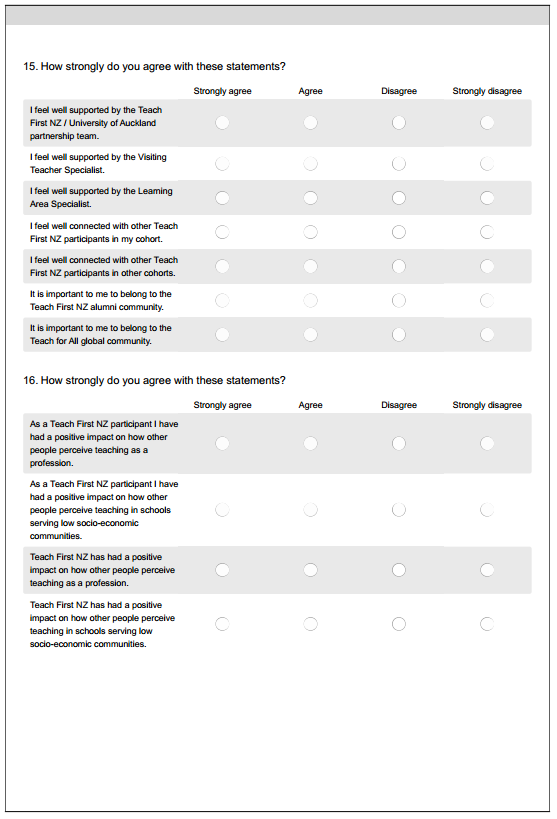 15. How strongly do you agree with these statements?
Strongly agree Agree Disagree Strongly disagree
I feel well supported by the Teach
First NZ / University of Auckland
partnership team.
I feel well supported by the Visiting
Teacher Specialist.
I feel well supported by the Learning
Area Specialist.
I feel well connected with other Teach
First NZ participants in my cohort.
I feel well connected with other Teach
First NZ participants in other cohorts.
It is important to me to belong to the
Teach First NZ alumni community.
It is important to me to belong to the
Teach for All global community.
16. How strongly do you agree with these statements?
Strongly agree Agree Disagree Strongly disagree
As a Teach First NZ participant I have
had a positive impact on how other
people perceive teaching as a
profession.
As a Teach First NZ participant I have
had a positive impact on how other
people perceive teaching in schools
serving low socio-economic
communities.
Teach First NZ has had a positive
impact on how other people perceive
teaching as a profession.
Teach First NZ has had a positive
impact on how other people perceive
teaching in schools serving low
socio-economic communities.